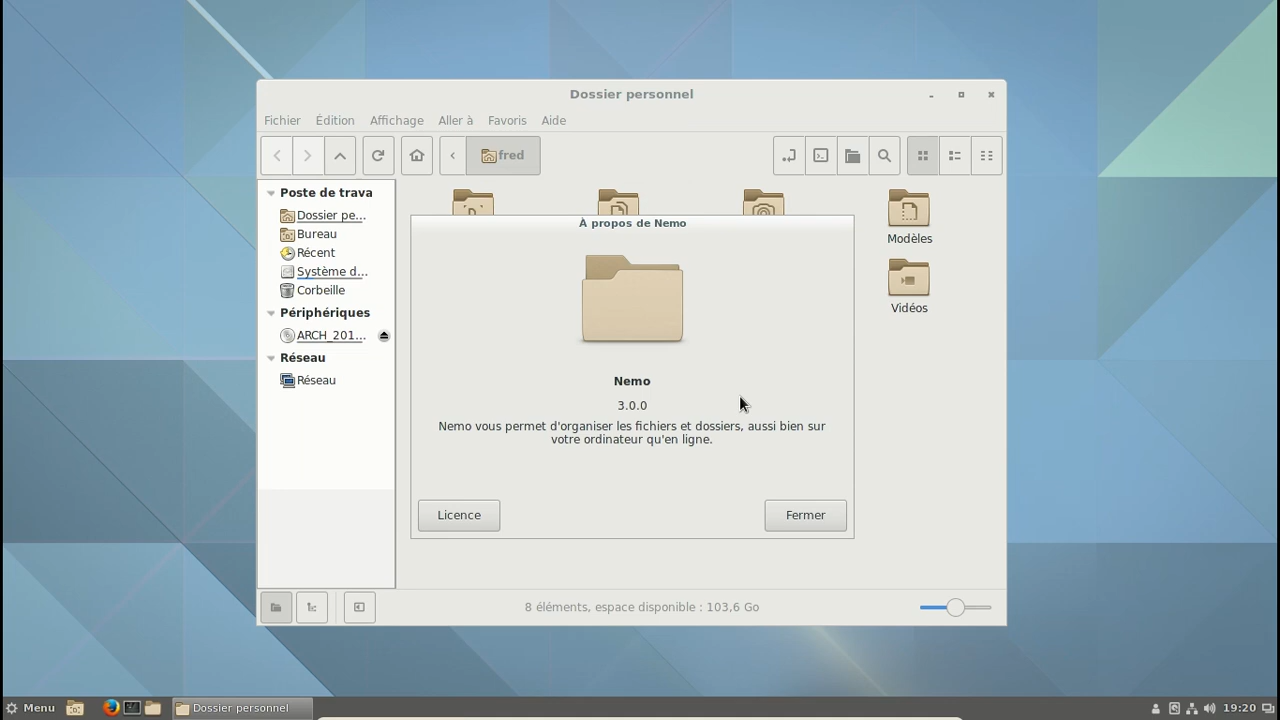 Dossier personnel
Fichier Édition Affichage Aller à Favoris Aide
fred
Poste de trava
Dossier pe...
Bureau
Récent
Système d...
Corbeille
Périphériques
ARCH_201...
Réseau
Réseau
Modèles
Vidéos
À propos de Nemo
Nemo
3.0.0
Nemo vous permet d'organiser les fichiers et dossiers, aussi bien sur
votre ordinateur qu'en ligne.
Licence
Fermer
8 éléments, espace disponible : 103,6 Go
Menu
Dossier personnel
19:20